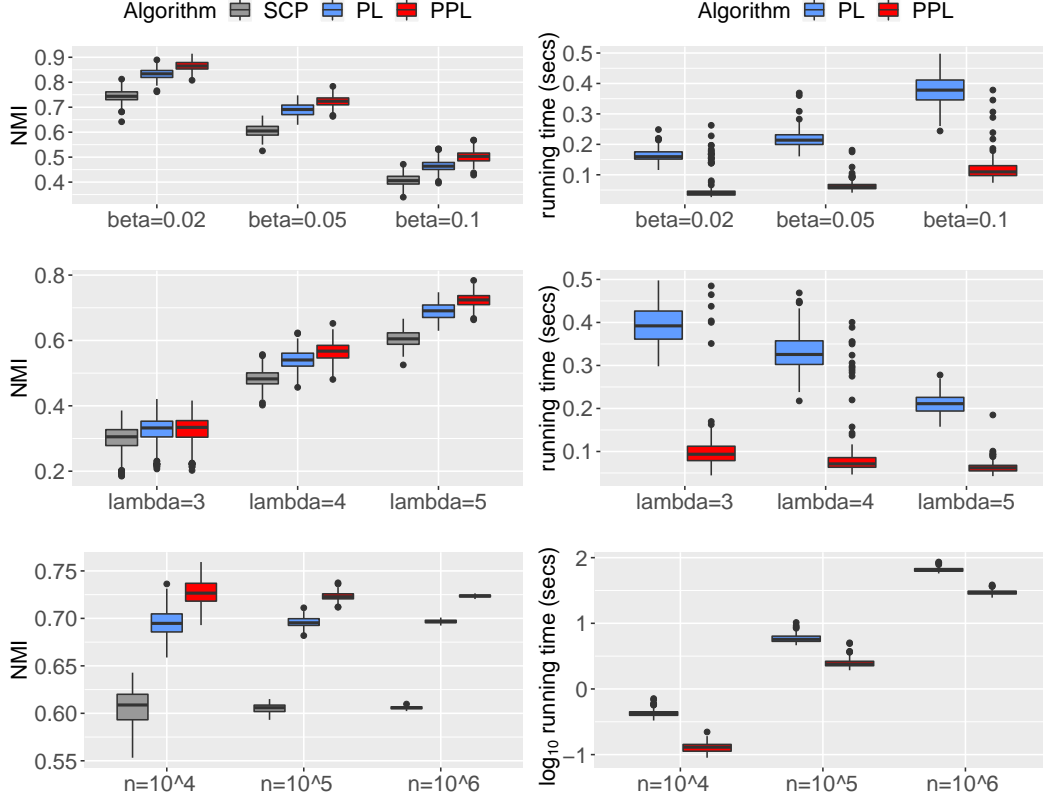 Algorithm SCP PL PPL
NMI
0.9
0.8
0.7
0.6
0.5
0.4
beta=0.02 beta=0.05 beta=0.1
Algorithm PL PPL
running time (secs)
0.5
0.4
0.3
0.2
0.1
beta=0.02 beta=0.05 beta=0.1
NMI
0.8
0.6
0.4
0.2
lambda=3 lambda=4 lambda=5
running time (secs)
0.5
0.4
0.3
0.2
0.1
lambda=3 lambda=4 lambda=5
NMI
0.75
0.70
0.65
0.60
0.55
n=10^4 n=10^5 n=10^6
log₁₀ running time (secs)
2
1
0
−1
n=10^4 n=10^5 n=10^6